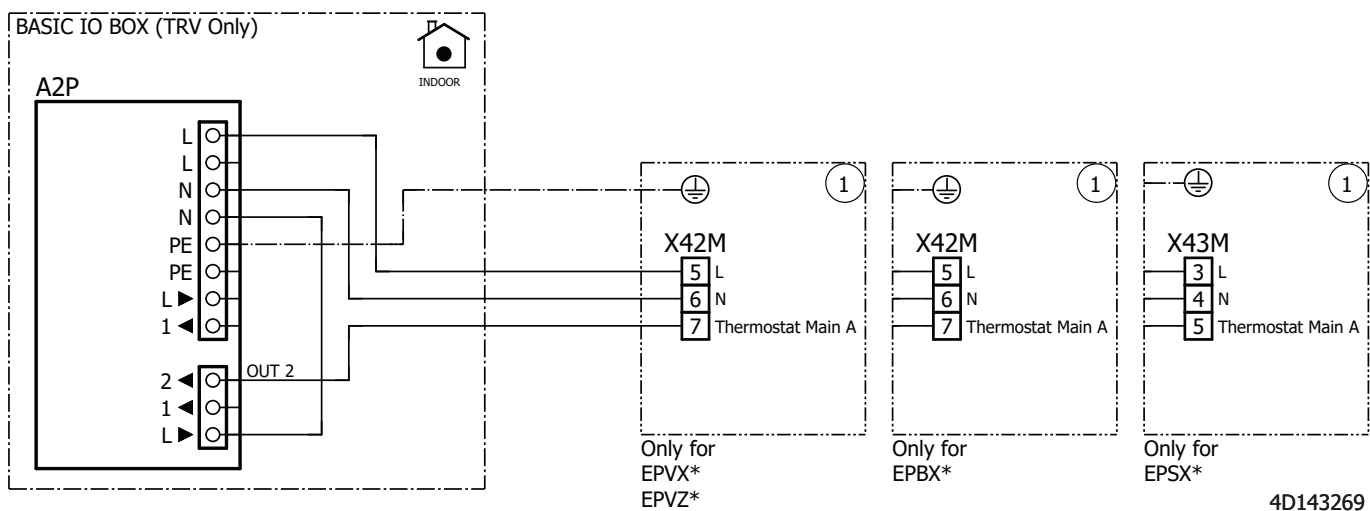 BASIC IO BOX (TRV Only)
INDOOR
A2P
L
L
N
N
PE
PE
L ▶
1 ◀
2 ◀
OUT 2
1 ◀
L ▶
1
X42M
5 L
6 N
7 Thermostat Main A
Only for
EPVX*
EPVZ*
1
X42M
5 L
6 N
7 Thermostat Main A
Only for
EPBX*
1
X43M
3 L
4 N
5 Thermostat Main A
Only for
EPSX*
4D143269